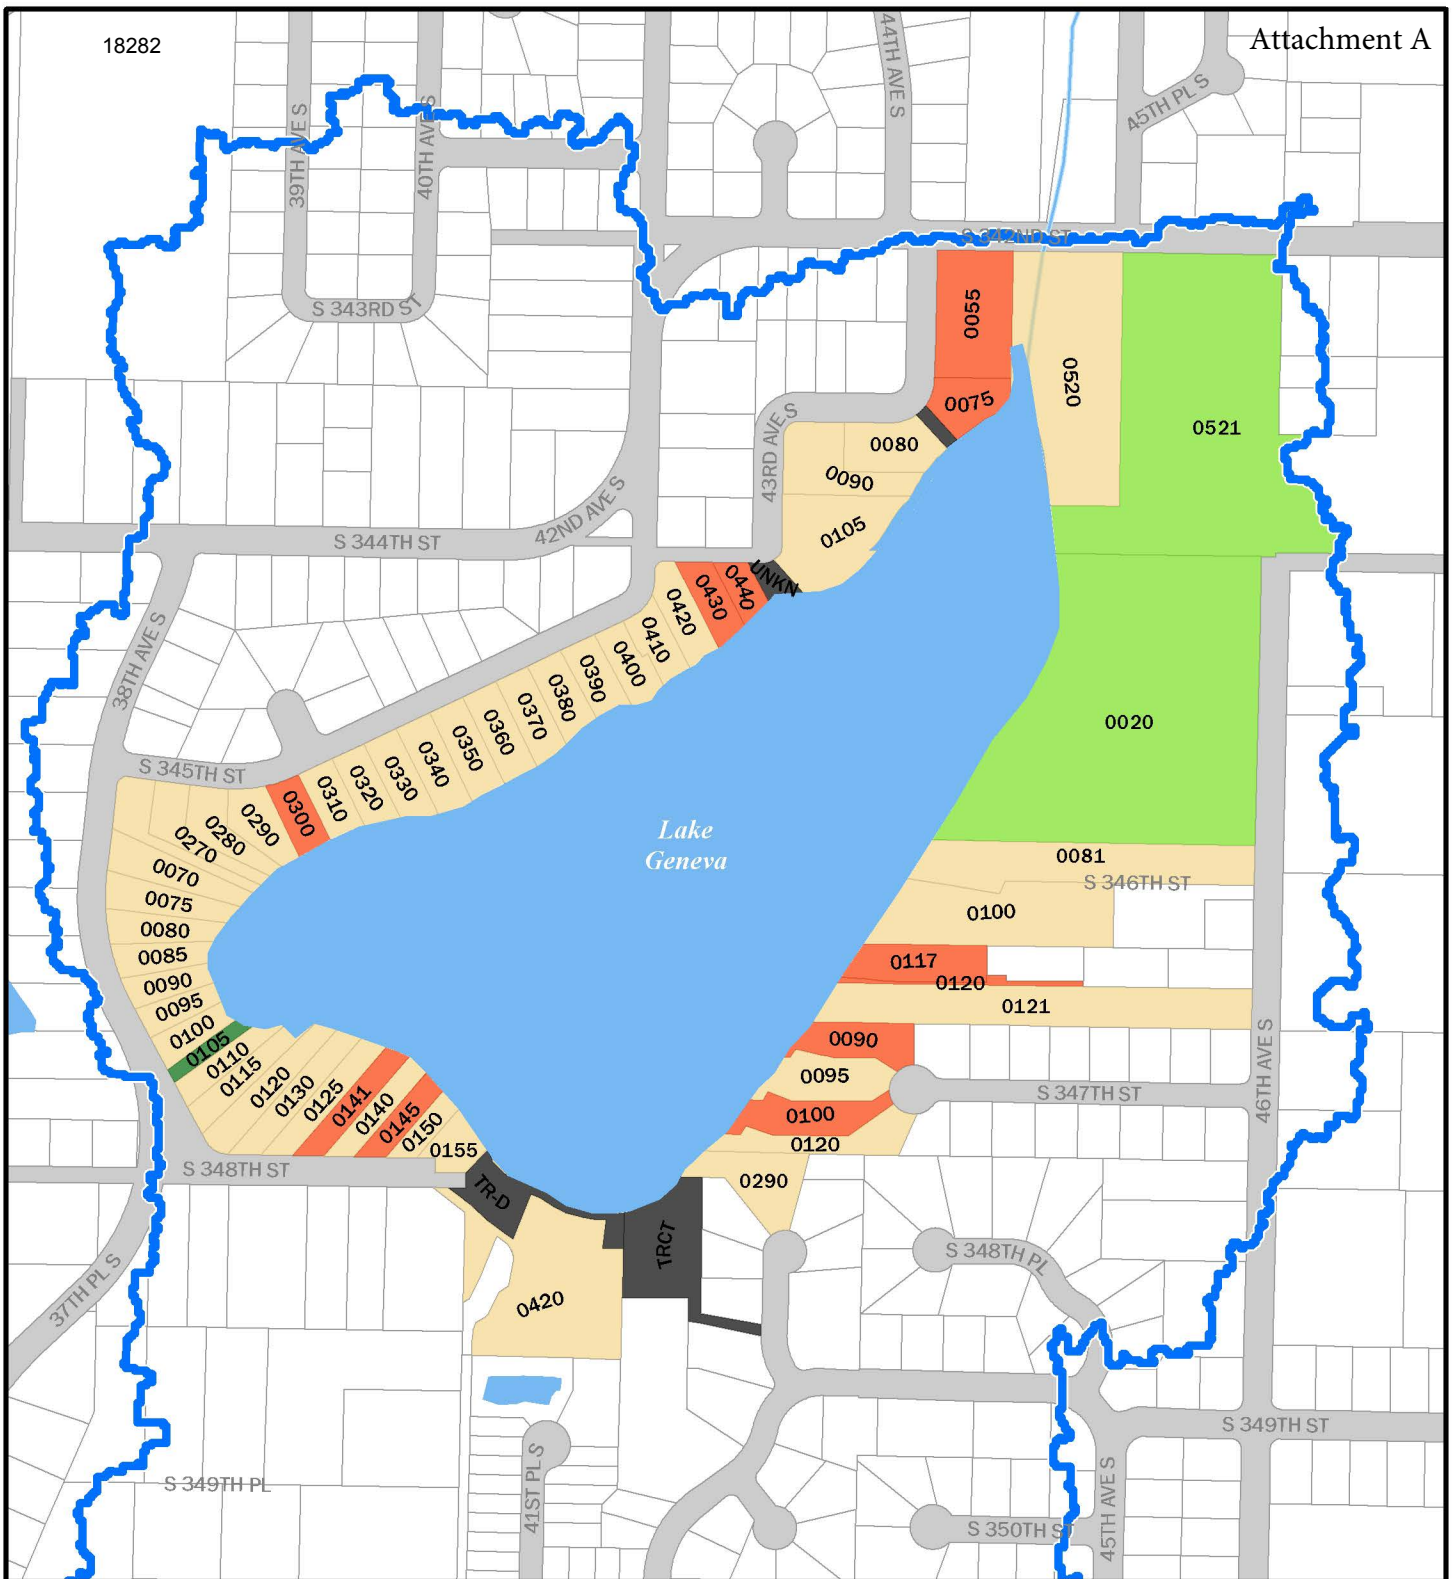 18282
Attachment A
44TH AVE S
45TH PL S
39TH AVE S
40TH AVE S
S 342ND ST
S 343RD ST
0055
0075
0520
0521
43RD AVE S
0080
0090
0105
42ND AVE S
S 344TH ST
UNKN
0440
0430
0420
0410
0400
0390
0380
0370
0360
0350
0340
0330
0320
0310
0300
0290
0280
0270
38TH AVE S
S 345TH ST
0020
Lake
Geneva
0081
S 346TH ST
0100
0117
0120
0121
0070
0075
0080
0085
0090
0095
0100
0105
0110
0115
0120
0130
0125
0141
0140
0145
0150
0155
0090
0095
0100
0120
0290
S 347TH ST
46TH AVE S
S 348TH ST
TR-D
TRCT
0420
S 348TH PL
37TH PL S
S 349TH ST
S 349TH PL
41ST PL S
45TH AVE S
S 350TH ST